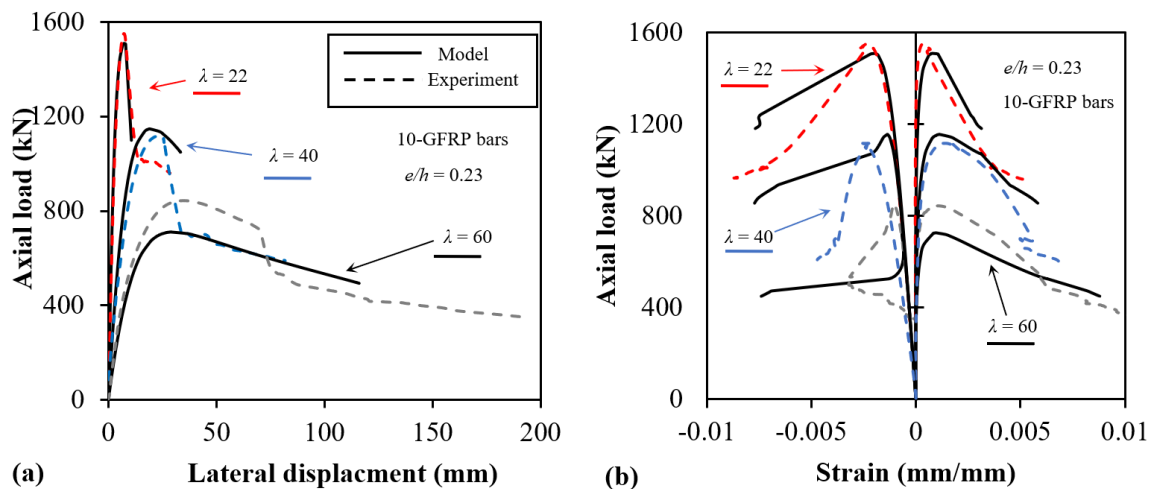 1600
1200
800
400
0
Axial load (kN)
Model
Experiment
λ = 22
10-GFRP bars
λ = 40
e/h = 0.23
λ = 60
0
50
100
150
200
(a)
Lateral displacment (mm)
1600
1200
800
400
0
Axial load (kN)
λ = 22
e/h = 0.23
10-GFRP bars
λ = 40
λ = 60
-0.01
-0.005
0
0.005
0.01
(b)
Strain (mm/mm)